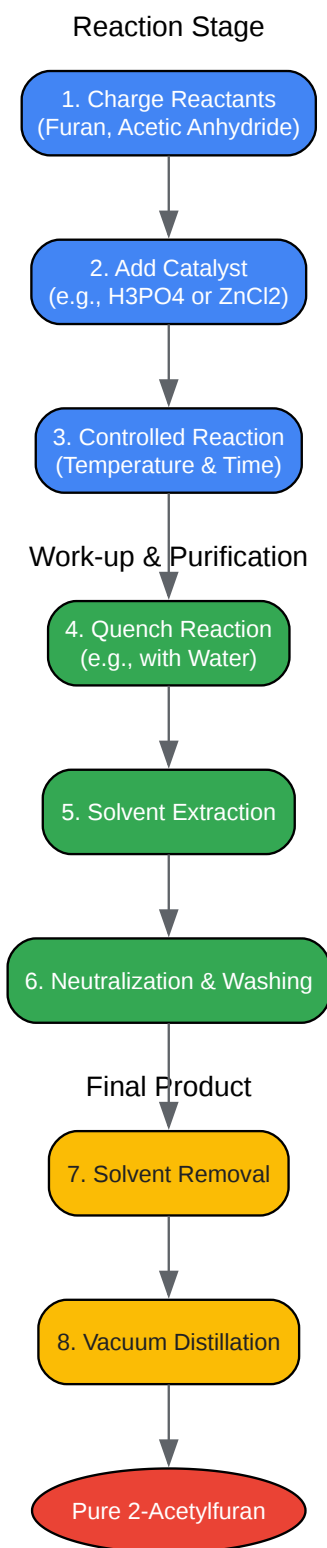 Reaction Stage
1. Charge Reactants
(Furan, Acetic Anhydride)
2. Add Catalyst
(e.g., H3PO4 or ZnCl2)
3. Controlled Reaction
(Temperature & Time)
Work-up & Purification
4. Quench Reaction
(e.g., with Water)
5. Solvent Extraction
6. Neutralization & Washing
Final Product
7. Solvent Removal
8. Vacuum Distillation
Pure 2-Acetylfuran